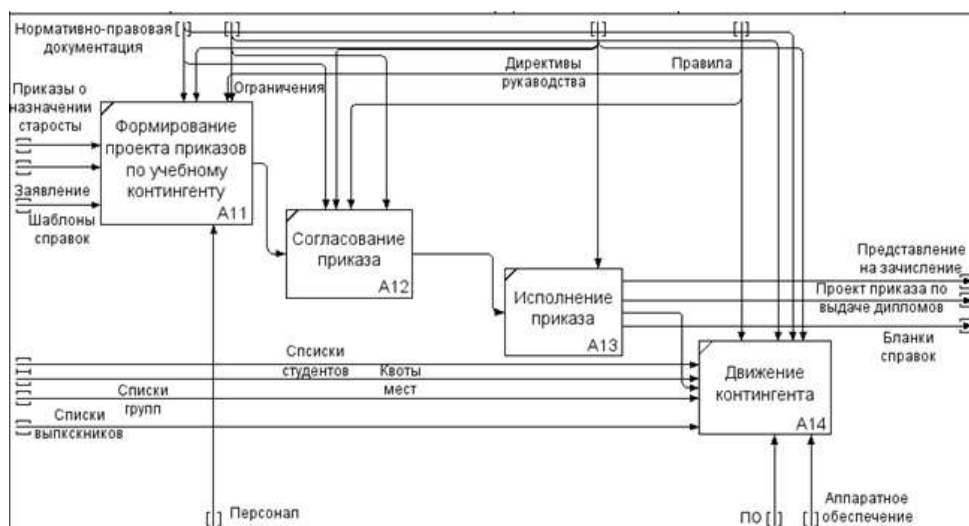 Нормативно-правовая
документация
Ограничения
Директивы
рукаводства
Правила
Приказы о
назначении
старосты
Заявление
Шаблоны
справок
Формирование
проекта приказов
по учебному
контингенту
A11
Согласование
приказа
A12
Исполнение
приказа
A13
Движение
контингента
A14
Представление
на зачисление
Проект приказа по
выдаче дипломов
Бланки
справок
Спсиски
студентов
Квоты
мест
Списки
групп
Списки
выпкскников
Персонал
ПО
Аппаратное
обеспечение